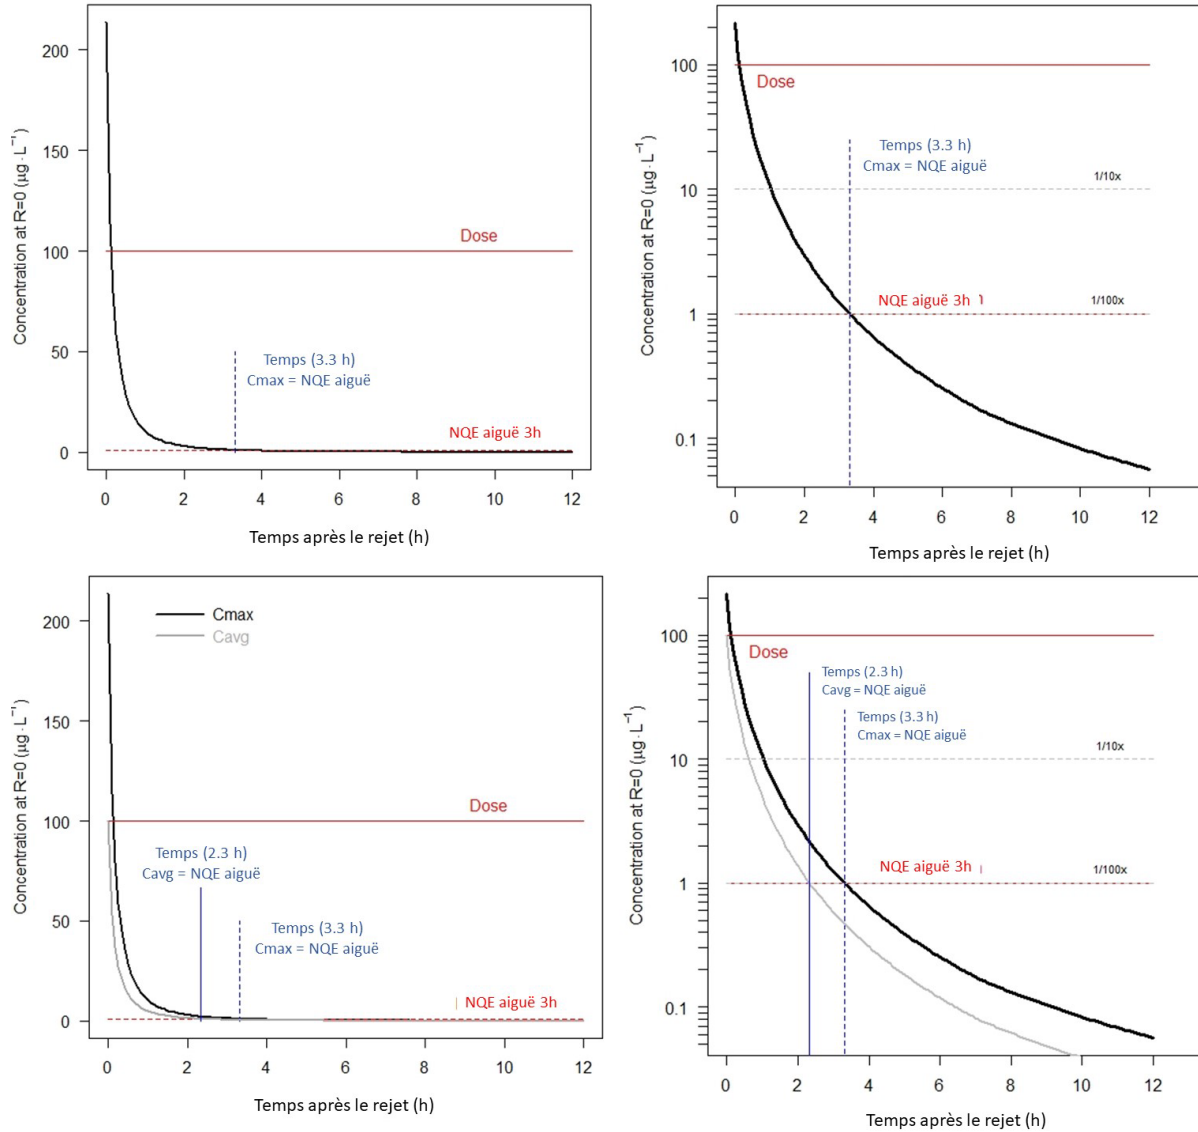 200
150
100
50
0
Concentration at R=0 (µg·L⁻¹)
Dose
Temps (3.3 h)
Cmax = NQE aiguë
NQE aiguë 3h
0 2 4 6 8 10 12
Temps après le rejet (h)
100
10
1
0.1
Concentration at R=0 (µg·L⁻¹)
Dose
Temps (3.3 h)
Cmax = NQE aiguë
1/10x
NQE aiguë 3h
1/100x
0 2 4 6 8 10 12
Temps après le rejet (h)
200
150
100
50
0
Concentration at R=0 (µg·L⁻¹)
Cmax
Cavg
Dose
Temps (2.3 h)
Cavg = NQE aiguë
Temps (3.3 h)
Cmax = NQE aiguë
NQE aiguë 3h
0 2 4 6 8 10 12
Temps après le rejet (h)
100
10
1
0.1
Concentration at R=0 (µg·L⁻¹)
Dose
Temps (2.3 h)
Cavg = NQE aiguë
Temps (3.3 h)
Cmax = NQE aiguë
1/10x
NQE aiguë 3h
1/100x
0 2 4 6 8 10 12
Temps après le rejet (h)